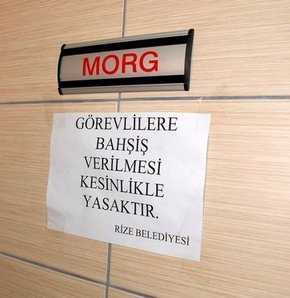 MORG
GÖREVLİLERE
BAHŞİŞ
VERİLMESİ
KESİNLİKLE
YASAKTIR.
RİZE BELEDİYESİ